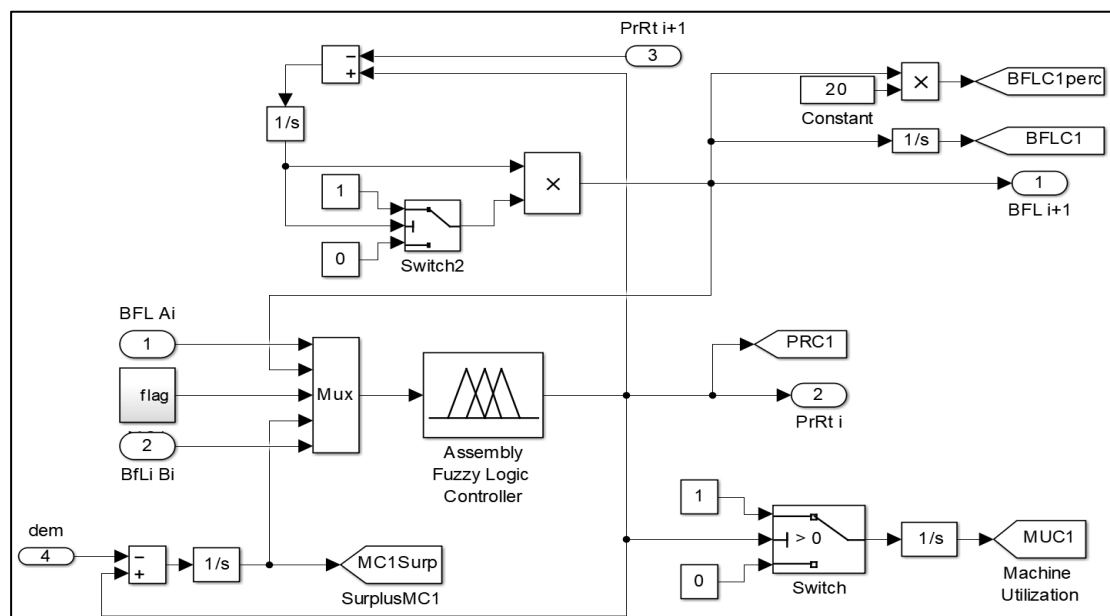 PrRt i+1
3
−
+
1/s
20
Constant
×
BFLC1perc
1/s
BFLC1
1
BFL i+1
×
1
0
Switch2
BFL Ai
1
flag
2
BfLi Bi
Mux
Assembly
Fuzzy Logic
Controller
PRC1
2
PrRt i
dem
4
−
+
1/s
MC1Surp
SurplusMC1
1
> 0
0
Switch
1/s
MUC1
Machine
Utilization